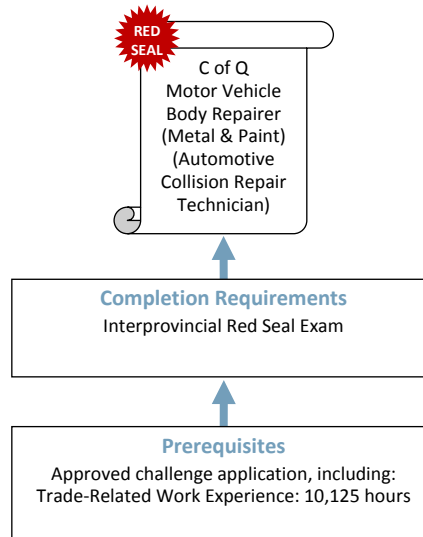 RED
SEAL
C of Q
Motor Vehicle
Body Repairer
(Metal & Paint)
(Automotive
Collision Repair
Technician)
Completion Requirements
Interprovincial Red Seal Exam
Prerequisites
Approved challenge application, including:
Trade-Related Work Experience: 10,125 hours